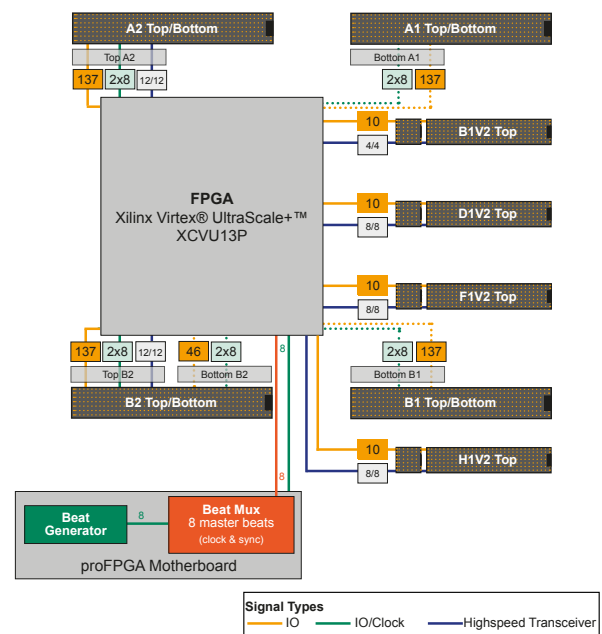 A2 Top/Bottom
A1 Top/Bottom
Top A2
Bottom A1
137 2x8 12/12
2x8 137
10
B1V2 Top
4/4
FPGA
Xilinx Virtex® UltraScale+™
XCVU13P
10
D1V2 Top
8/8
10
F1V2 Top
8/8
137 2x8 12/12 46 2x8
8
2x8 137
Top B2
Bottom B2
Bottom B1
B2 Top/Bottom
B1 Top/Bottom
10
H1V2 Top
8/8
8
Beat
Generator
8
Beat Mux
8 master beats
(clock & sync)
proFPGA Motherboard
Signal Types
IO
IO/Clock
Highspeed Transceiver